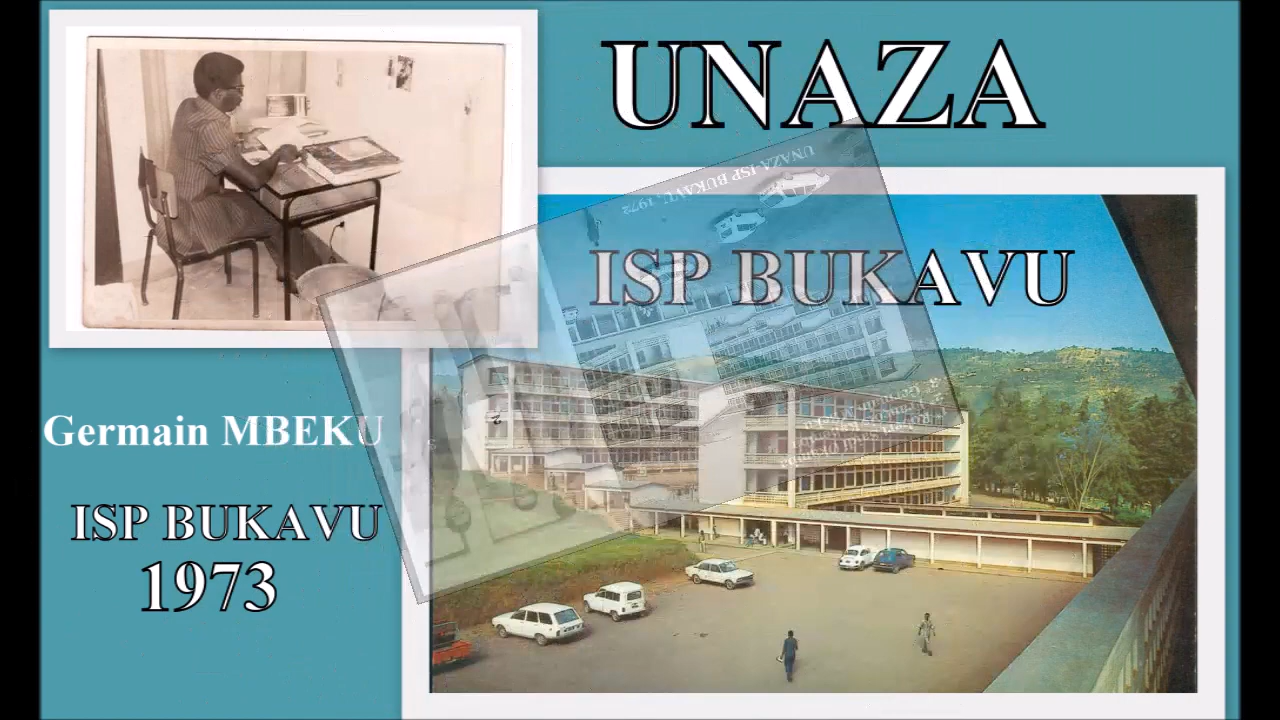 UNAZA
ISP BUKAVU
UNAZA-ISP BUKAVU, 1972
Germain MBEKU
ISP BUKAVU
1973